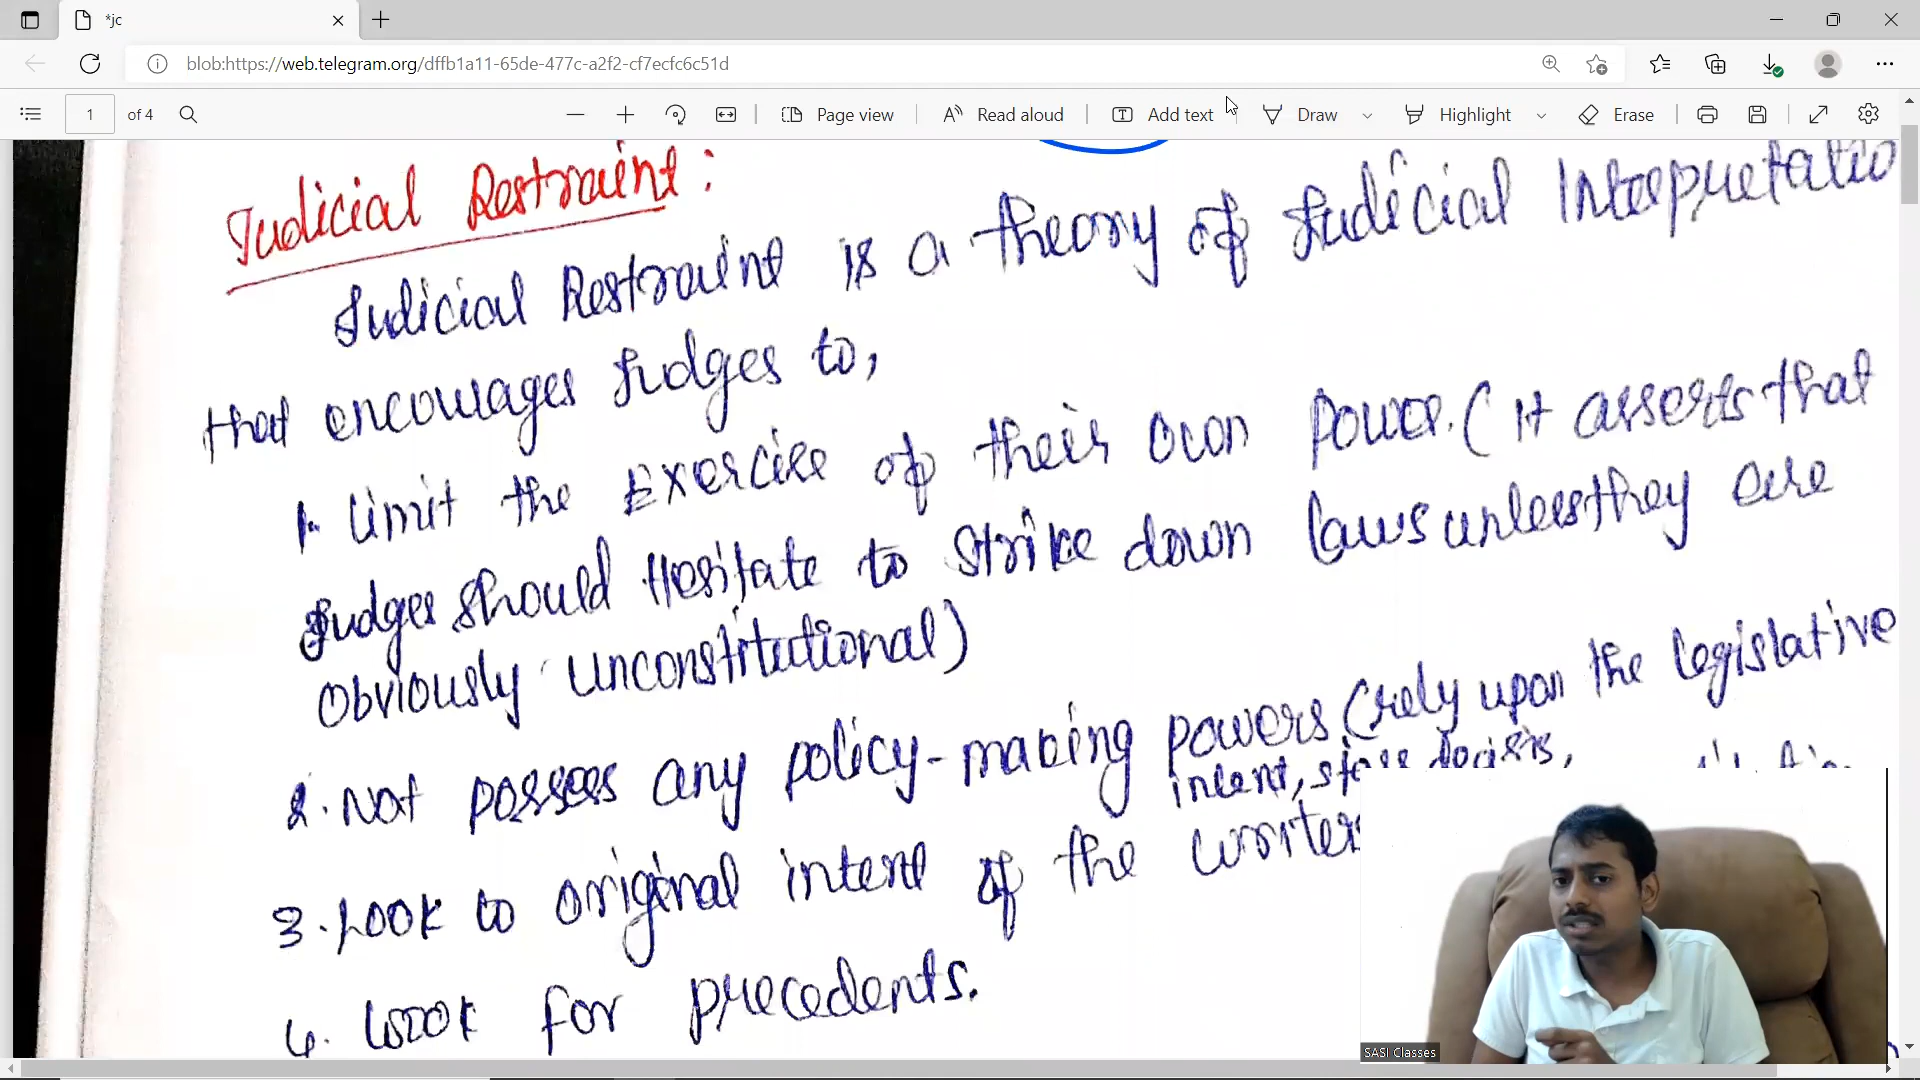 *jc
blob:https://web.telegram.org/dffb1a11-65de-477c-a2f2-cf7ecfc6c51d
1 of 4 Page view Read aloud Add text Draw Highlight Erase
Judicial Restraint:
Judicial Restraint is a theory of Judicial Interpretatio
that encourages Judges to,
1. Limit the Exercise of their own Power. (It asserts that
Judges should Hesitate to Strike down laws unless they are
Obviously unconstitutional)
2. Not possess any policy-making powers (rely upon the legislative
intent,
3. Look to original intent of the writers
4. Look for precedents.
SASI Classes